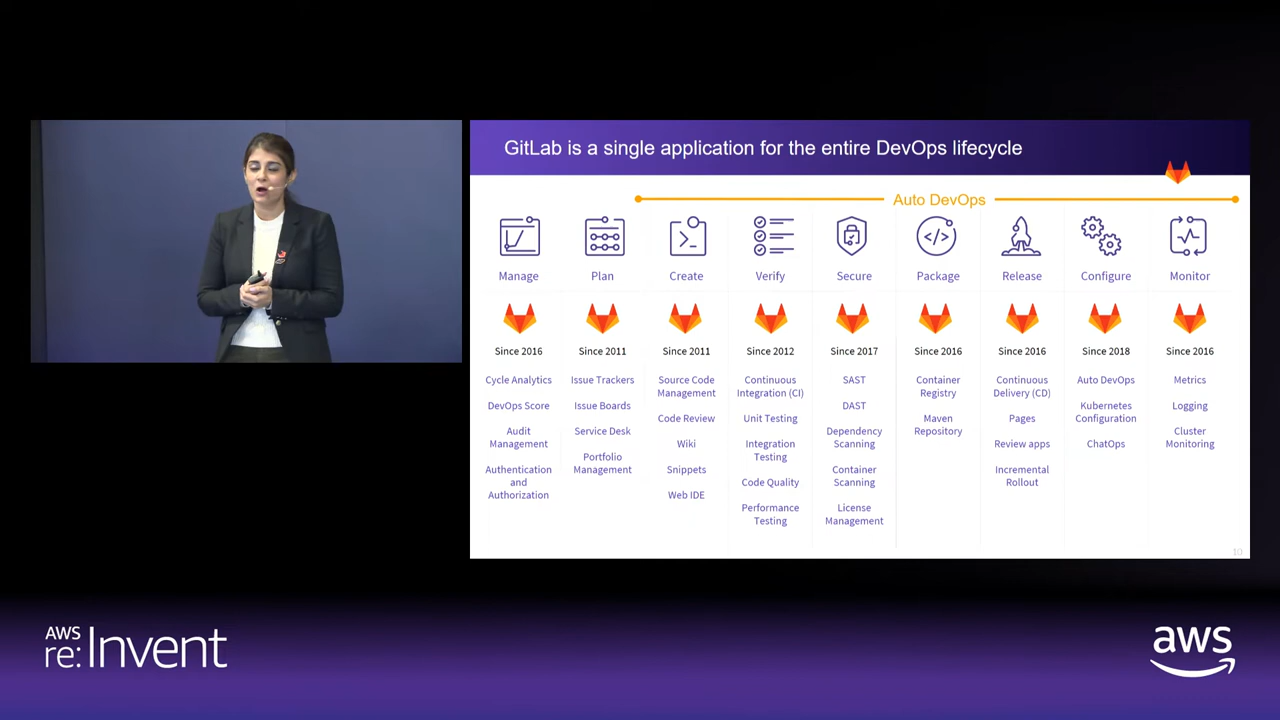 GitLab is a single application for the entire DevOps lifecycle
Auto DevOps
Manage
Plan
Create
Verify
Secure
Package
Release
Configure
Monitor
Since 2016
Since 2011
Since 2011
Since 2012
Since 2017
Since 2016
Since 2016
Since 2018
Since 2016
Cycle Analytics
DevOps Score
Audit
Management
Authentication
and
Authorization
Issue Trackers
Issue Boards
Service Desk
Portfolio
Management
Source Code
Management
Code Review
Wiki
Snippets
Web IDE
Continuous
Integration (CI)
Unit Testing
Integration
Testing
Code Quality
Performance
Testing
SAST
DAST
Dependency
Scanning
Container
Scanning
License
Management
Container
Registry
Maven
Repository
Continuous
Delivery (CD)
Pages
Review apps
Incremental
Rollout
Auto DevOps
Kubernetes
Configuration
ChatOps
Metrics
Logging
Cluster
Monitoring
10
AWS
re:Invent
aws